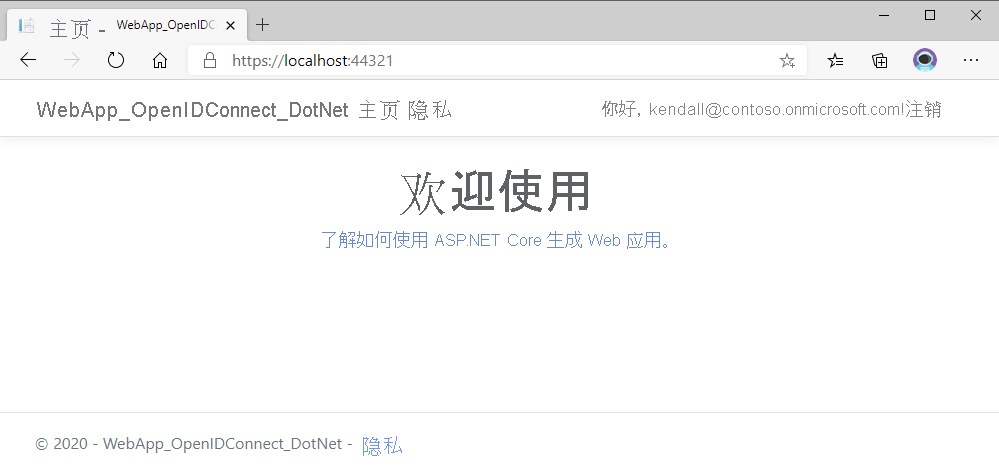 主页 - WebApp_OpenIDC
https://localhost:44321
WebApp_OpenIDConnect_DotNet 主页 隐私 你好, kendall@contoso.onmicrosoft.com!注销
欢迎使用
了解如何使用 ASP.NET Core 生成 Web 应用。
© 2020 - WebApp_OpenIDConnect_DotNet - 隐私